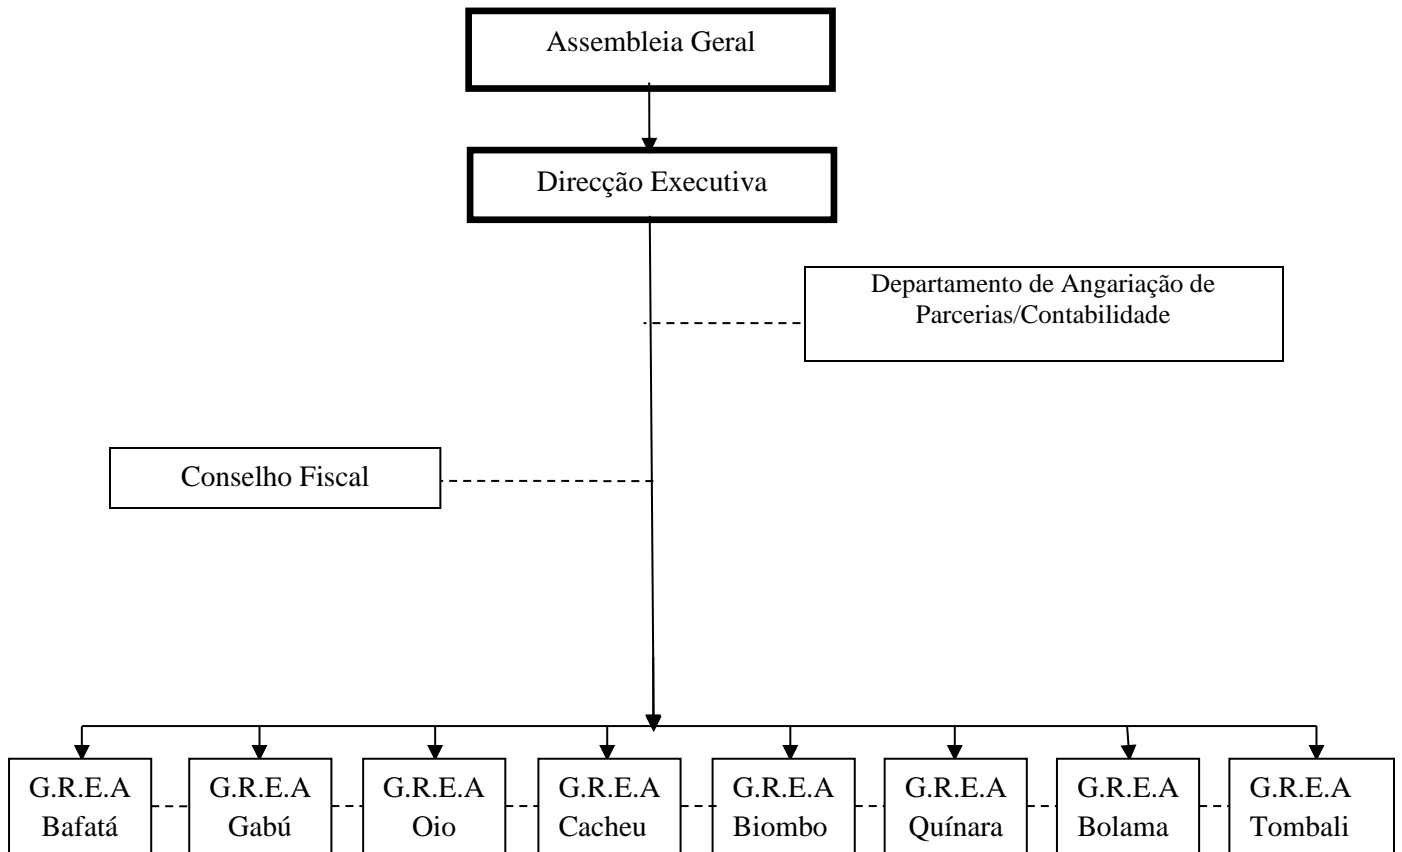 Assembleia Geral
Direcção Executiva
Departamento de Angariação de
Parcerias/Contabilidade
Conselho Fiscal
G.R.E.A
Bafatá
G.R.E.A
Gabú
G.R.E.A
Oio
G.R.E.A
Cacheu
G.R.E.A
Biombo
G.R.E.A
Quínara
G.R.E.A
Bolama
G.R.E.A
Tombali